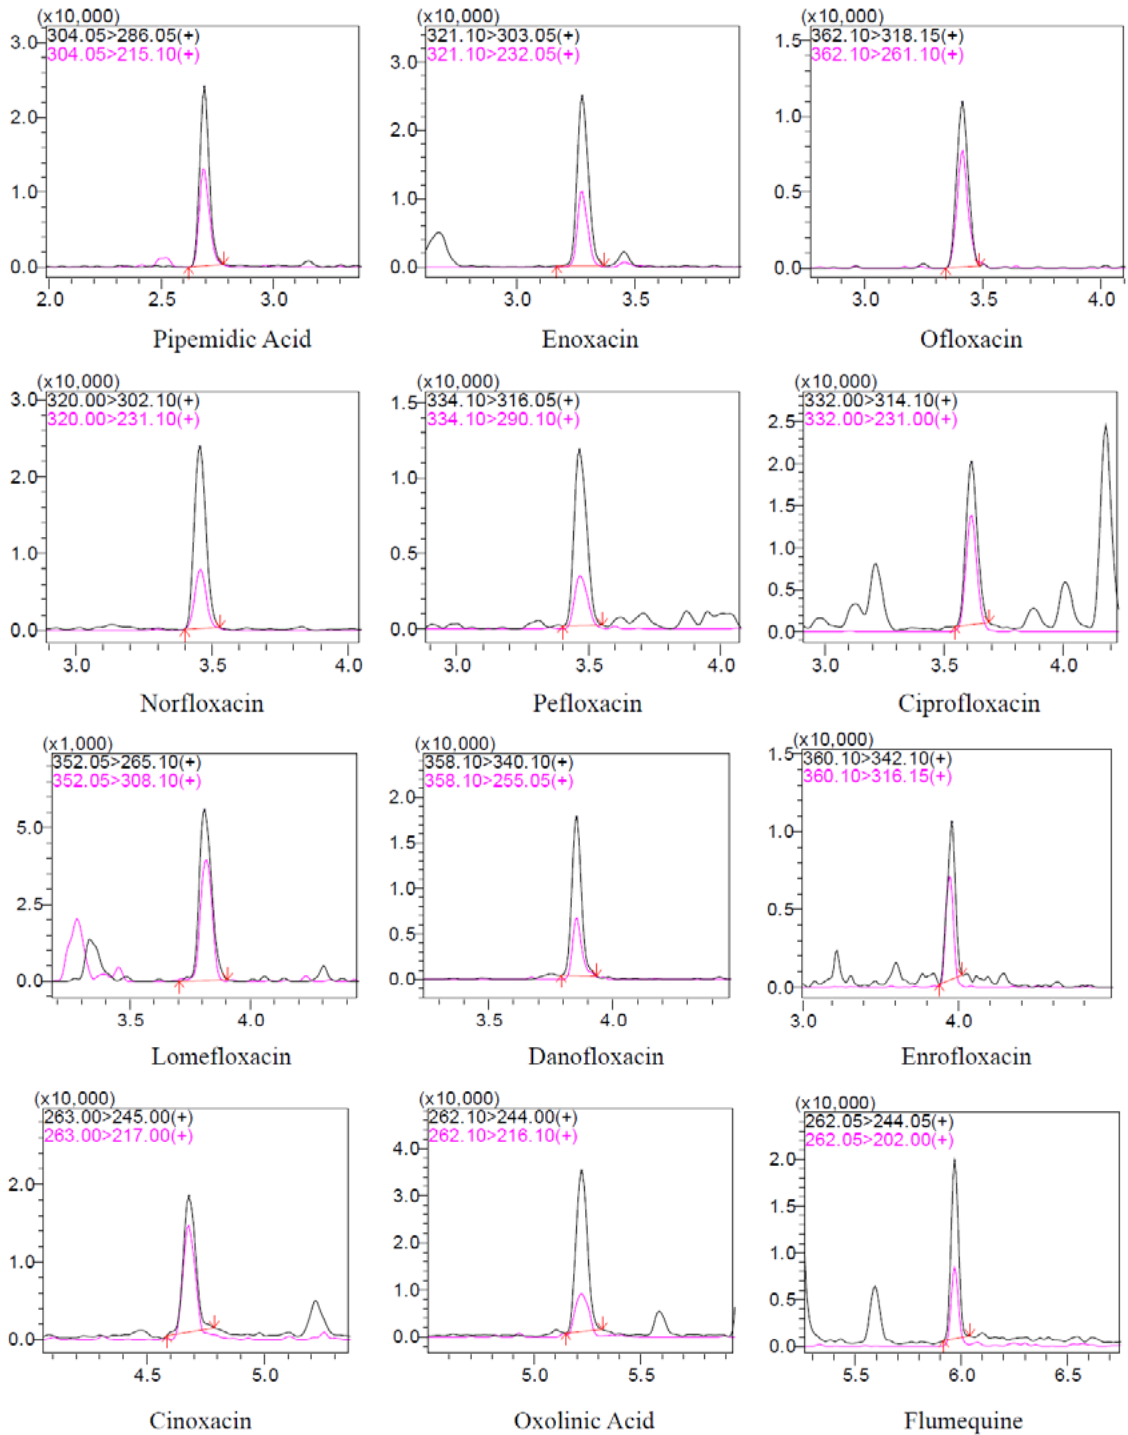 (x10,000)
304.05>286.05(+)
304.05>215.10(+)
3.0
2.0
1.0
0.0
2.0 2.5 3.0
Pipemidic Acid
(x10,000)
321.10>303.05(+)
321.10>232.05(+)
3.0
2.0
1.0
0.0
3.0 3.5
Enoxacin
(x10,000)
362.10>318.15(+)
362.10>261.10(+)
1.5
1.0
0.5
0.0
3.0 3.5 4.0
Ofloxacin
(x10,000)
320.00>302.10(+)
320.00>231.10(+)
3.0
2.0
1.0
0.0
3.0 3.5 4.0
Norfloxacin
(x10,000)
334.10>316.05(+)
334.10>290.10(+)
1.5
1.0
0.5
0.0
3.0 3.5 4.0
Pefloxacin
(x10,000)
332.00>314.10(+)
332.00>231.00(+)
2.5
2.0
1.5
1.0
0.5
0.0
3.0 3.5 4.0
Ciprofloxacin
(x1,000)
352.05>265.10(+)
352.05>308.10(+)
5.0
2.5
0.0
3.5 4.0
Lomefloxacin
(x10,000)
358.10>340.10(+)
358.10>255.05(+)
2.0
1.5
1.0
0.5
0.0
3.5 4.0
Danofloxacin
(x10,000)
360.10>342.10(+)
360.10>316.15(+)
1.5
1.0
0.5
0.0
3.0 4.0
Enrofloxacin
(x10,000)
263.00>245.00(+)
263.00>217.00(+)
2.0
1.0
0.0
4.5 5.0
Cinoxacin
(x10,000)
262.10>244.00(+)
262.10>216.10(+)
4.0
3.0
2.0
1.0
0.0
5.0 5.5
Oxolinic Acid
(x10,000)
262.05>244.05(+)
262.05>202.00(+)
2.0
1.5
1.0
0.5
0.0
5.5 6.0 6.5
Flumequine